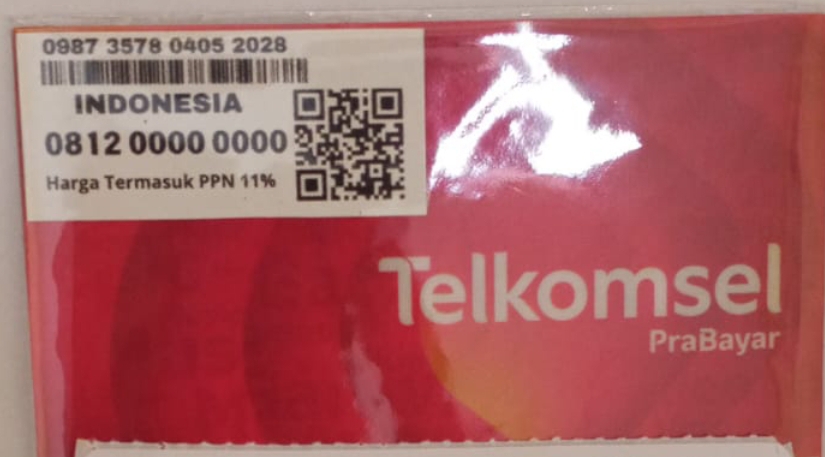 0987 3578 0405 2028
INDONESIA
0812 0000 0000
Harga Termasuk PPN 11%
Telkomsel
PraBayar